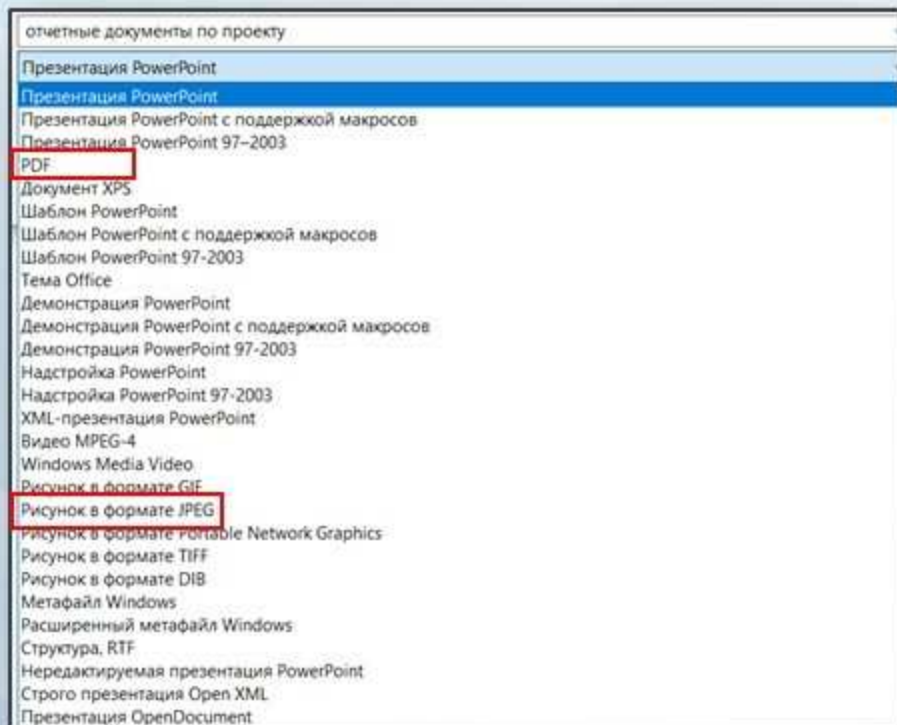 отчетные документы по проекту
Презентация PowerPoint
Презентация PowerPoint
Презентация PowerPoint с поддержкой макросов
Презентация PowerPoint 97–2003
PDF
Документ XPS
Шаблон PowerPoint
Шаблон PowerPoint с поддержкой макросов
Шаблон PowerPoint 97-2003
Тема Office
Демонстрация PowerPoint
Демонстрация PowerPoint с поддержкой макросов
Демонстрация PowerPoint 97-2003
Надстройка PowerPoint
Надстройка PowerPoint 97-2003
XML-презентация PowerPoint
Видео MPEG-4
Windows Media Video
Рисунок в формате GIF
Рисунок в формате JPEG
Рисунок в формате Portable Network Graphics
Рисунок в формате TIFF
Рисунок в формате DIB
Метафайл Windows
Расширенный метафайл Windows
Структура, RTF
Нередактируемая презентация PowerPoint
Строго презентация Open XML
Презентация OpenDocument